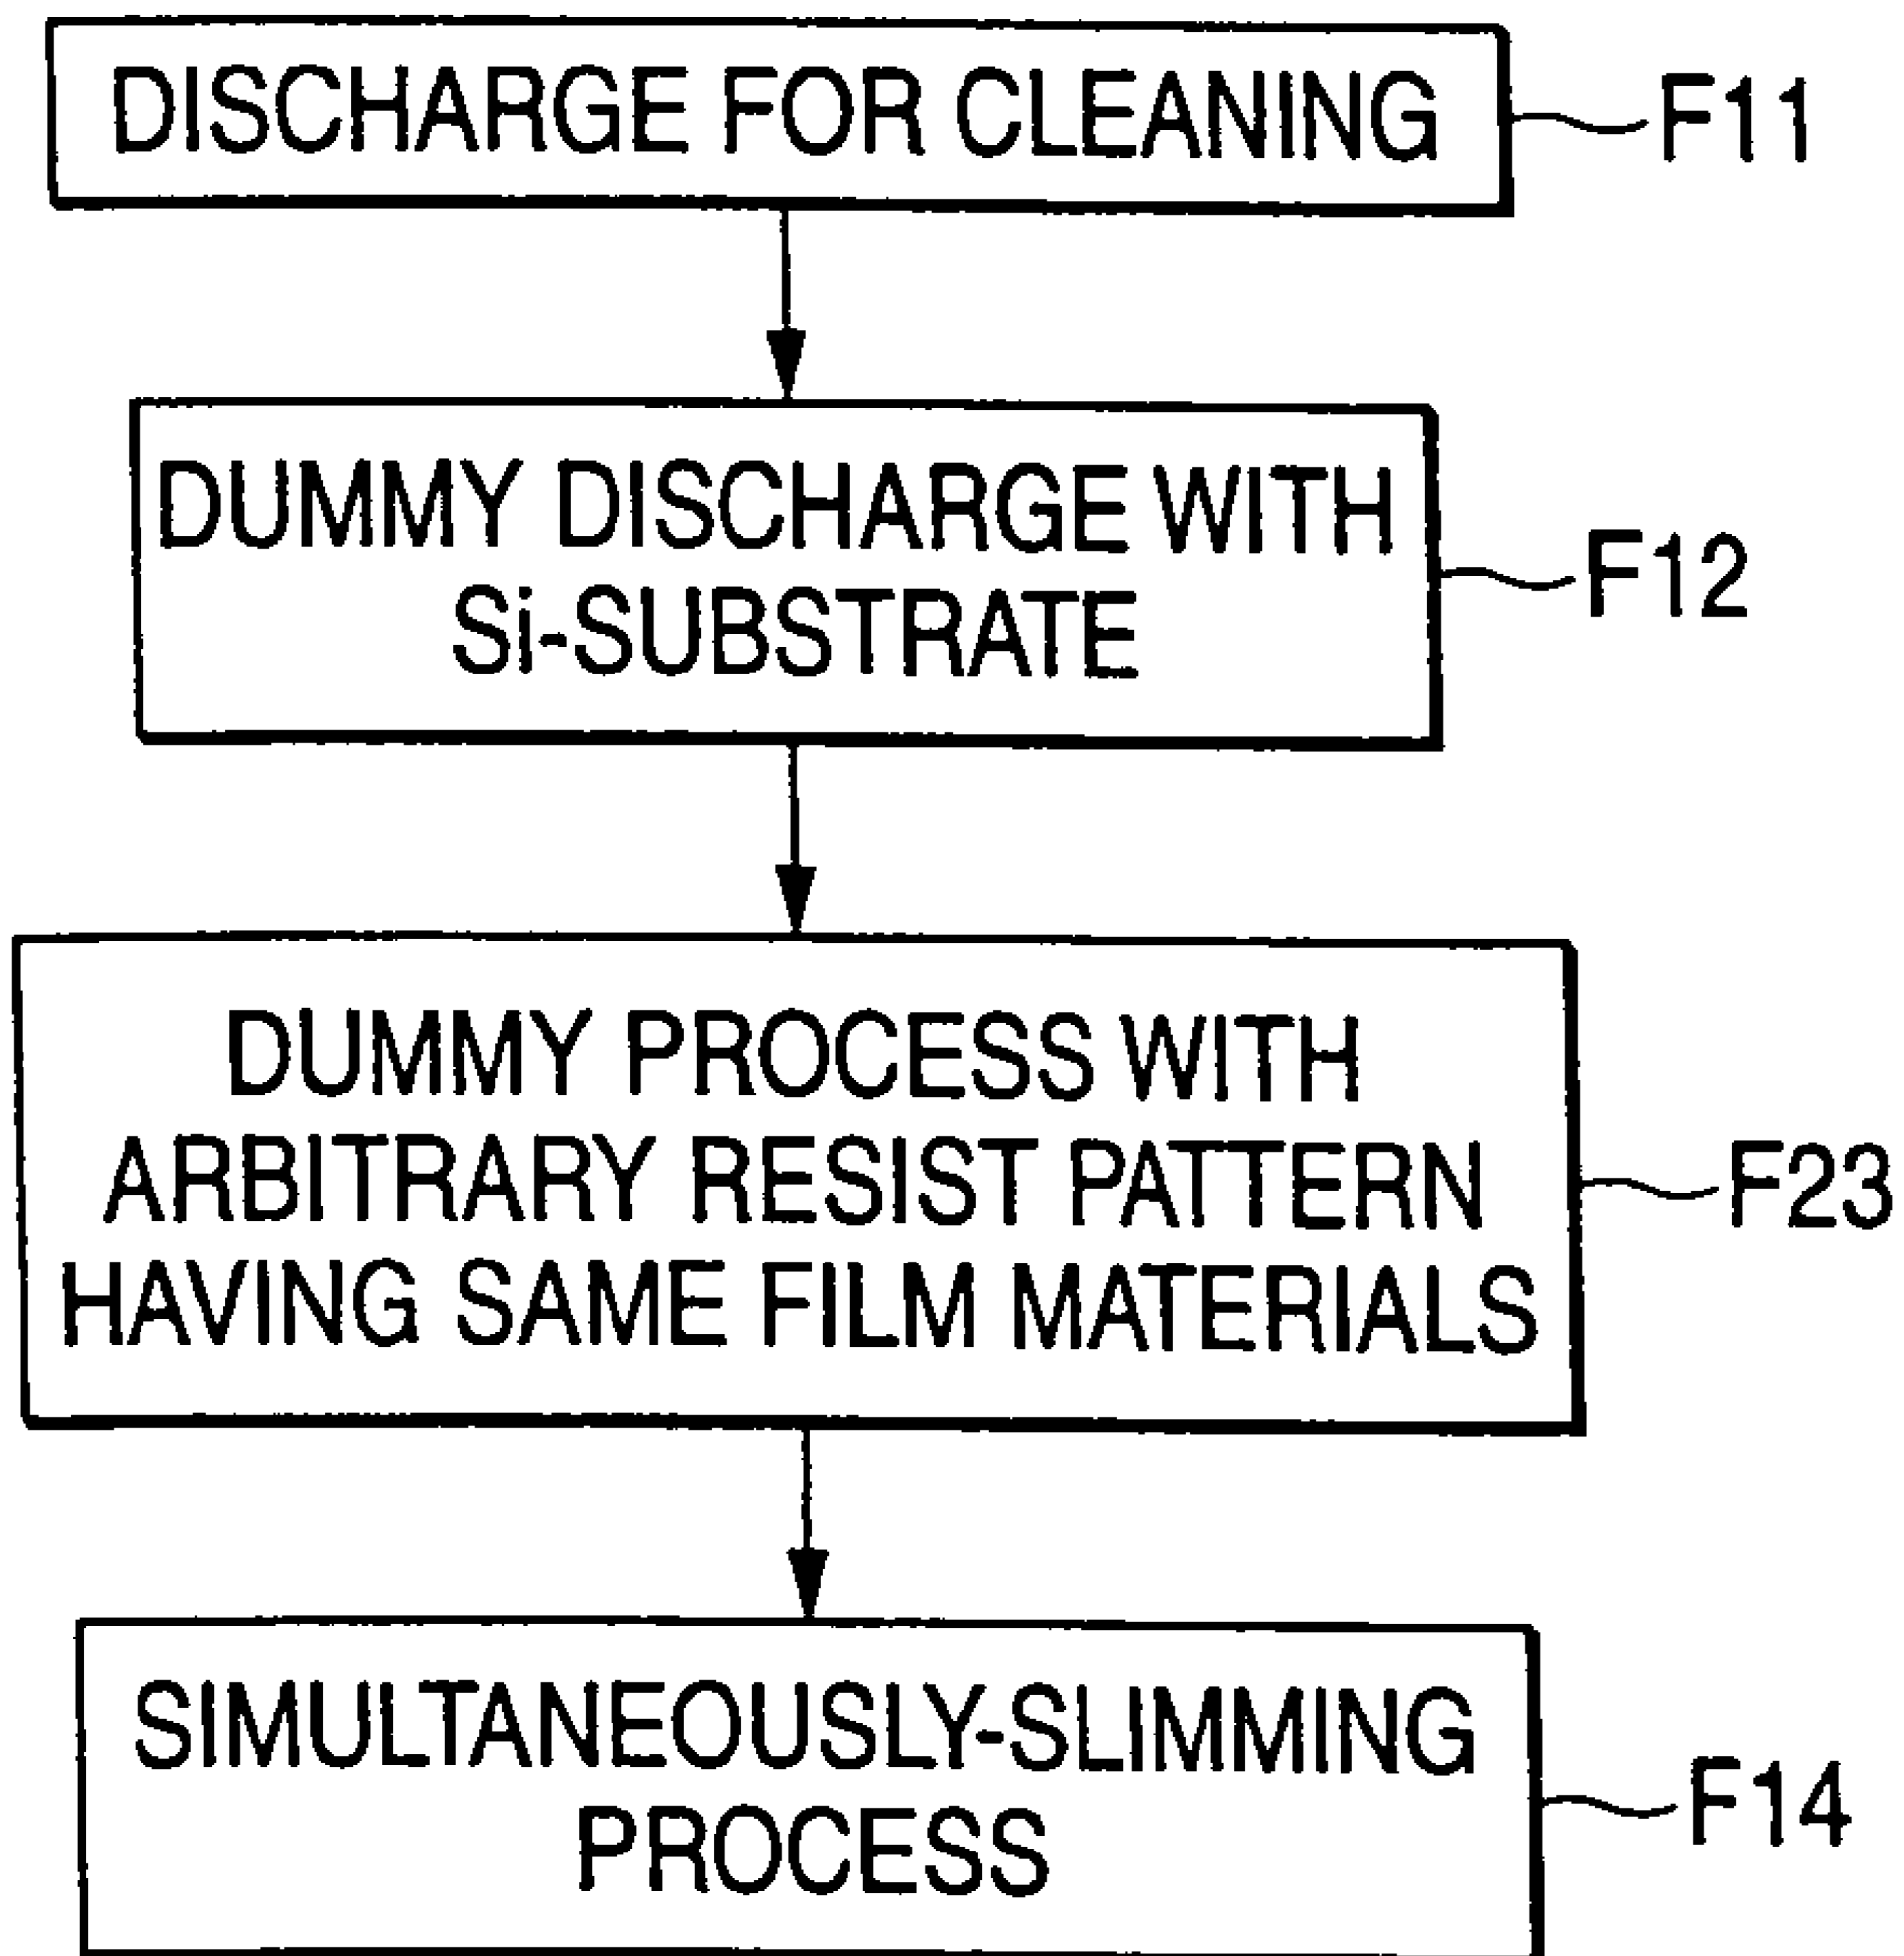 DISCHARGE FOR CLEANING
F11
DUMMY DISCHARGE WITH
Si-SUBSTRATE
F12
DUMMY PROCESS WITH
ARBITRARY RESIST PATTERN
HAVING SAME FILM MATERIALS
F23
SIMULTANEOUSLY-SLIMMING
PROCESS
F14